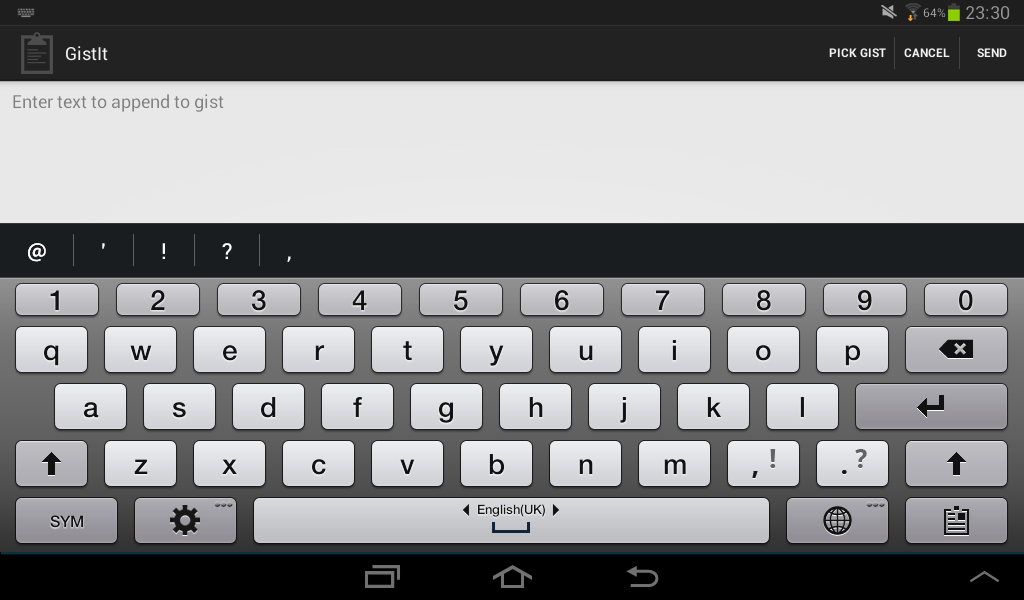 64% 23:30
GistIt PICK GIST CANCEL SEND
Enter text to append to gist
@ ' ! ? ,
1 2 3 4 5 6 7 8 9 0
q w e r t y u i o p
a s d f g h j k l
z x c v b n m , ! . ?
SYM English(UK)